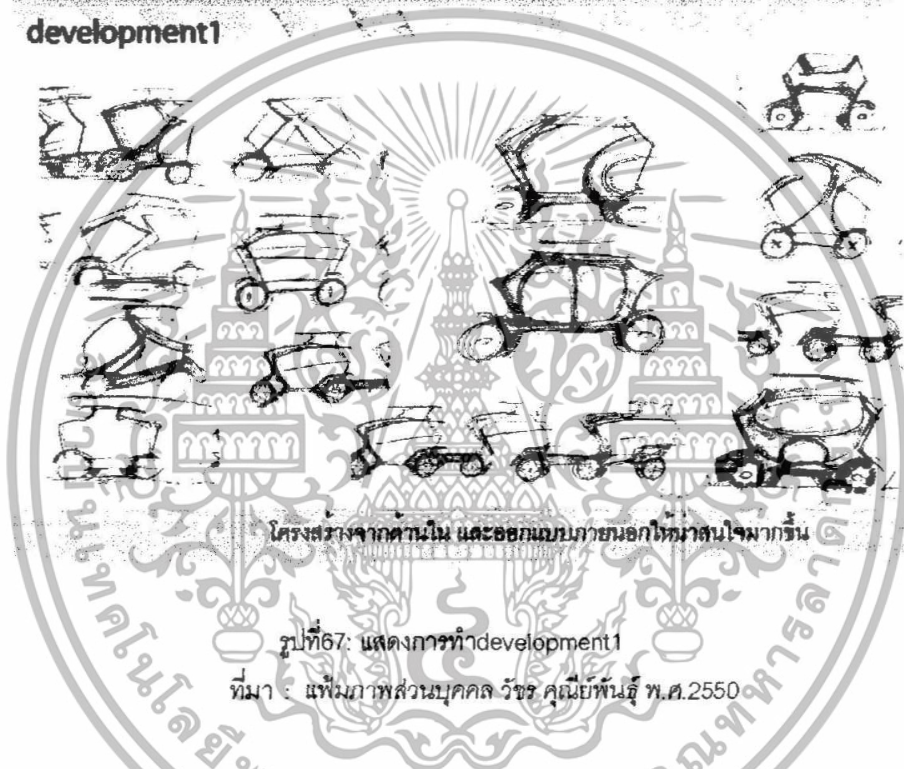 development1
โครงสร้างจากด้านใน และออกแบบภายนอกให้น่าสนใจมากขึ้น
รูปที่67: แสดงการทำdevelopment1
ที่มา : แฟ้มภาพส่วนบุคคล วัชร คุณีย์พันธุ์ พ.ศ.2550